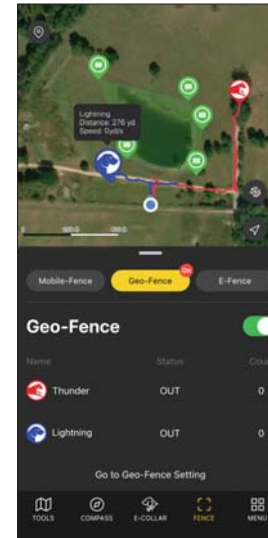 Lightning
Distance: 276 yd
Speed: 0yd/s
Mobile-Fence
Geo-Fence
On
E-Fence
Geo-Fence
Name Status Cou
Thunder OUT 0
Lightning OUT 0
Go to Geo-Fence Setting
TOOLS COMPASS E-COLLAR FENCE MENU